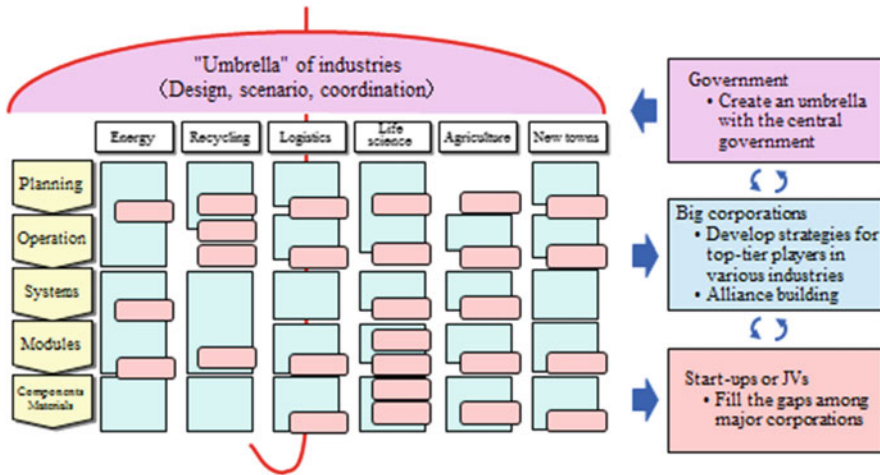 "Umbrella" of industries
〈Design, scenario, coordination〉
Energy
Recycling
Logistics
Life
science
Agriculture
New towns
Planning
Operation
Systems
Modules
Components
Materials
Government
• Create an umbrella
with the central
government
Big corporations
• Develop strategies for
top-tier players in
various industries
• Alliance building
Start-ups or JVs
• Fill the gaps among
major corporations